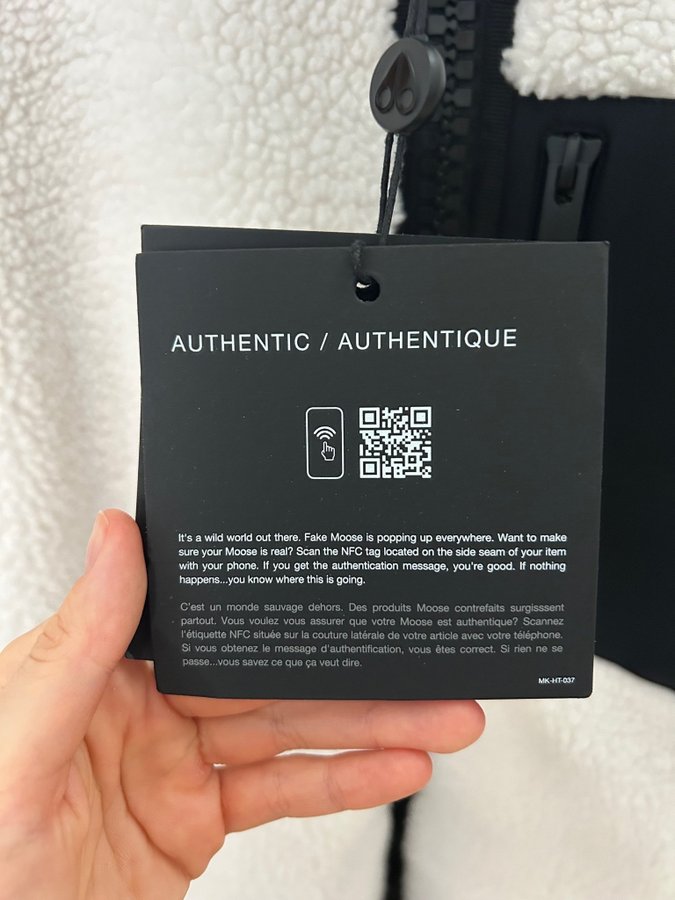 AUTHENTIC / AUTHENTIQUE
It's a wild world out there. Fake Moose is popping up everywhere. Want to make
sure your Moose is real? Scan the NFC tag located on the side seam of your item
with your phone. If you get the authentication message, you're good. If nothing
happens...you know where this is going.
C'est un monde sauvage dehors. Des produits Moose contrefaits surgisssent
partout. Vous voulez vous assurer que votre Moose est authentique? Scannez
l'étiquette NFC située sur la couture latérale de votre article avec votre téléphone.
Si vous obtenez le message d'authentification, vous êtes correct. Si rien ne se
passe...vous savez ce que ça veut dire.
MK-HT-037